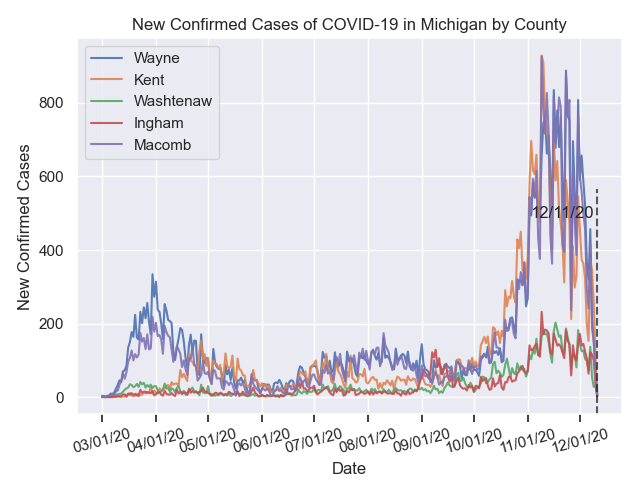 New Confirmed Cases of COVID-19 in Michigan by County
Wayne
Kent
Washtenaw
Ingham
Macomb
New Confirmed Cases
800
600
400
200
0
12/11/20
03/01/20 04/01/20 05/01/20 06/01/20 07/01/20 08/01/20 09/01/20 10/01/20 11/01/20 12/01/20
Date